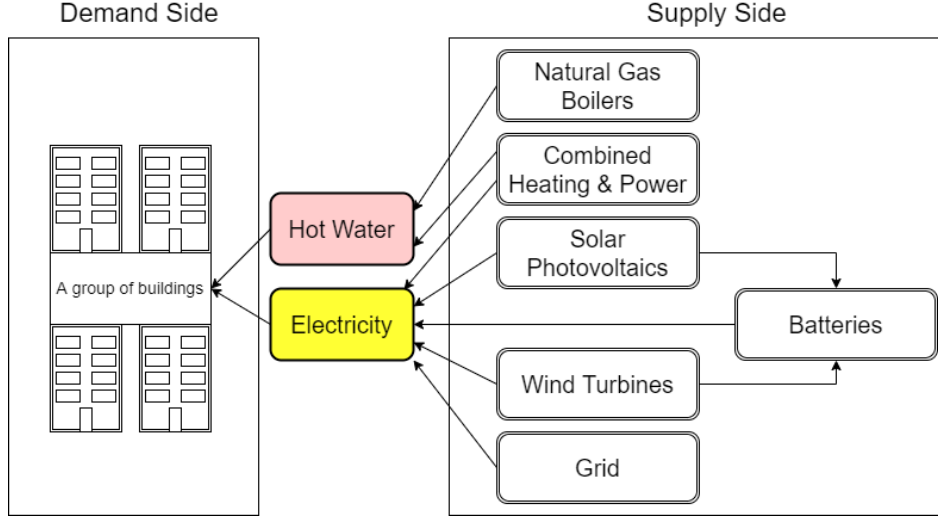 Demand Side
Supply Side
Natural Gas
Boilers
Combined
Heating & Power
Hot Water
Solar
Photovoltaics
A group of buildings
Electricity
Batteries
Wind Turbines
Grid